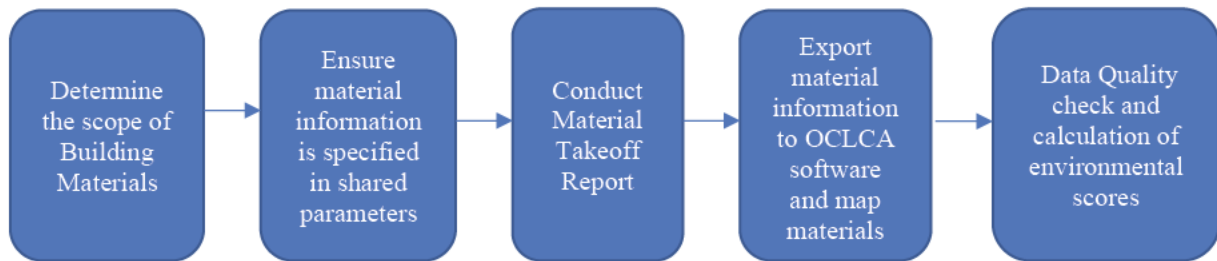 Determine
the scope of
Building
Materials
Ensure
material
information
is specified
in shared
parameters
Conduct
Material
Takeoff
Report
Export
material
information
to OCLCA
software
and map
materials
Data Quality
check and
calculation of
environmental
scores